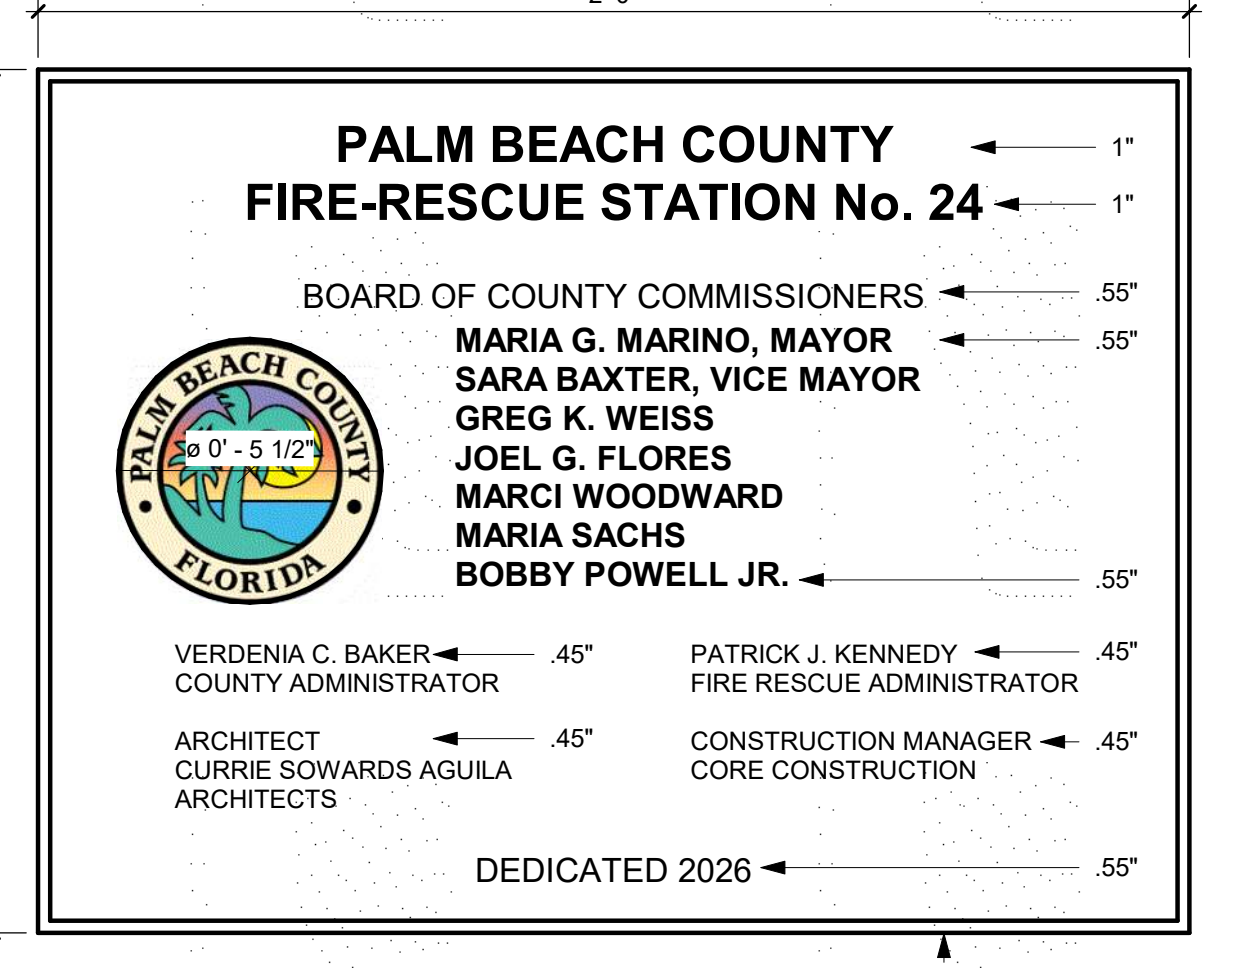 PALM BEACH COUNTY 1"
FIRE-RESCUE STATION No. 24 1"
BOARD OF COUNTY COMMISSIONERS .55"
MARIA G. MARINO, MAYOR .55"
SARA BAXTER, VICE MAYOR
GREG K. WEISS
JOEL G. FLORES
MARCI WOODWARD
MARIA SACHS
BOBBY POWELL JR. .55"
PALM BEACH COUNTY
ø 0' - 5 1/2"
FLORIDA
VERDENIA C. BAKER .45"
COUNTY ADMINISTRATOR
PATRICK J. KENNEDY .45"
FIRE RESCUE ADMINISTRATOR
ARCHITECT .45"
CURRIE SOWARDS AGUILA
ARCHITECTS
CONSTRUCTION MANAGER .45"
CORE CONSTRUCTION
DEDICATED 2026 .55"